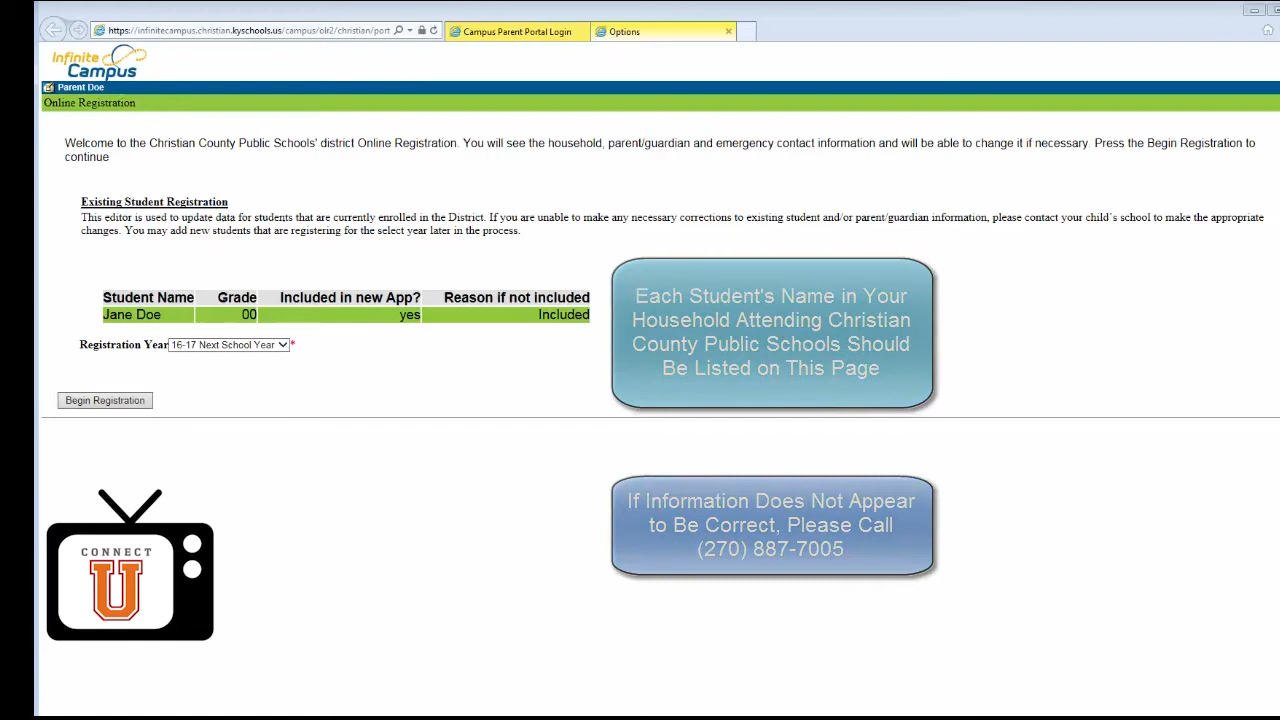 https://infinitecampus.christian.kyschools.us/campus/olr2/christian/port
Campus Parent Portal Login
Options
Infinite
Campus
Parent Doe
Online Registration
Welcome to the Christian County Public Schools' district Online Registration. You will see the household, parent/guardian and emergency contact information and will be able to change it if necessary. Press the Begin Registration to
continue
Existing Student Registration
This editor is used to update data for students that are currently enrolled in the District. If you are unable to make any necessary corrections to existing student and/or parent/guardian information, please contact your child´s school to make the appropriate
changes. You may add new students that are registering for the select year later in the process.
Student Name Grade Included in new App? Reason if not included
Jane Doe 00 yes Included
Registration Year 16-17 Next School Year *
Begin Registration
Each Student's Name in Your
Household Attending Christian
County Public Schools Should
Be Listed on This Page
If Information Does Not Appear
to Be Correct, Please Call
(270) 887-7005
CONNECT
U